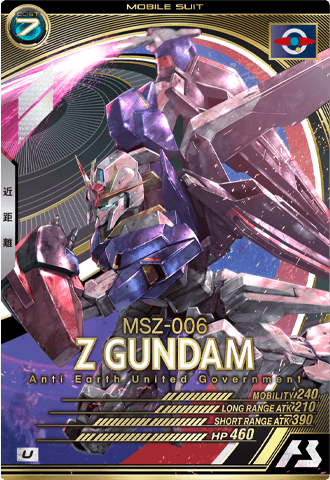 MOBILE SUIT
COST
7
近距離
MSZ-006
Z GUNDAM
Anti Earth United Government
MOBILITY 240
LONG RANGE ATK 210
SHORT RANGE ATK 390
HP 460
U